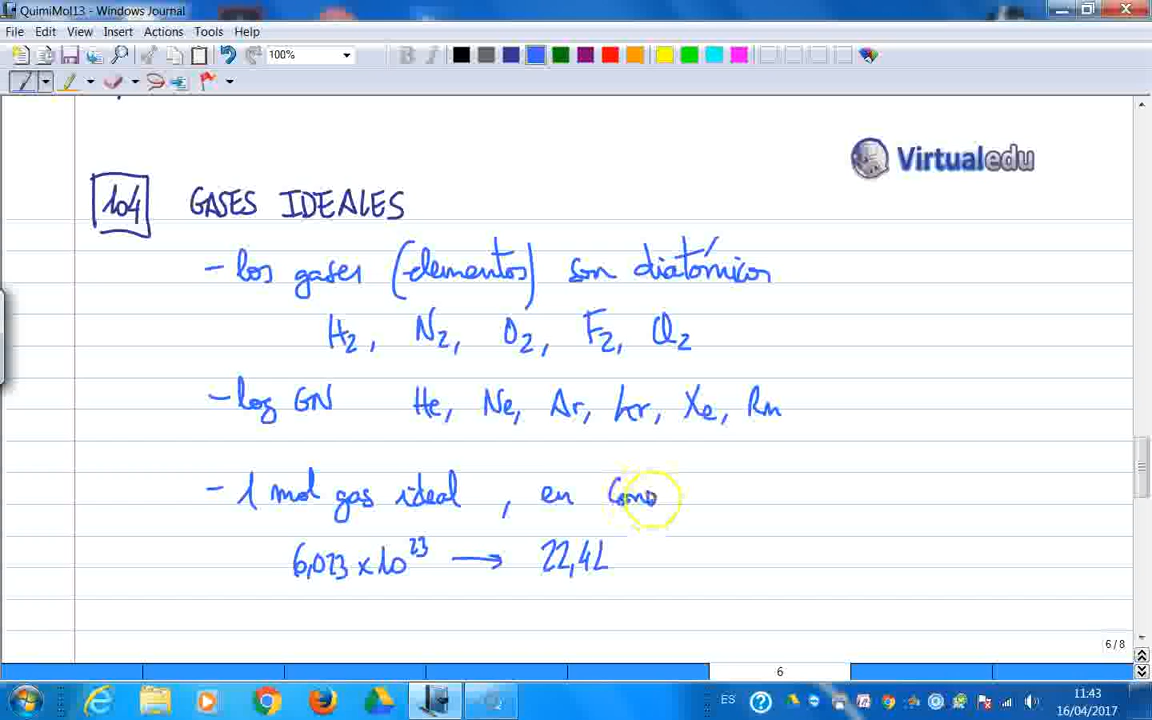 QuimiMol13 - Windows Journal
File Edit View Insert Actions Tools Help
100%
Virtualedu
104 GASES IDEALES
- los gases (elementos) son diatómicos
H2, N2, O2, F2, Cl2
- los GN He, Ne, Ar, Kr, Xe, Rn
- 1 mol gas ideal, en
6,023 x 10^23 → 22,4L
6/8
6
ES
11:43
16/04/2017